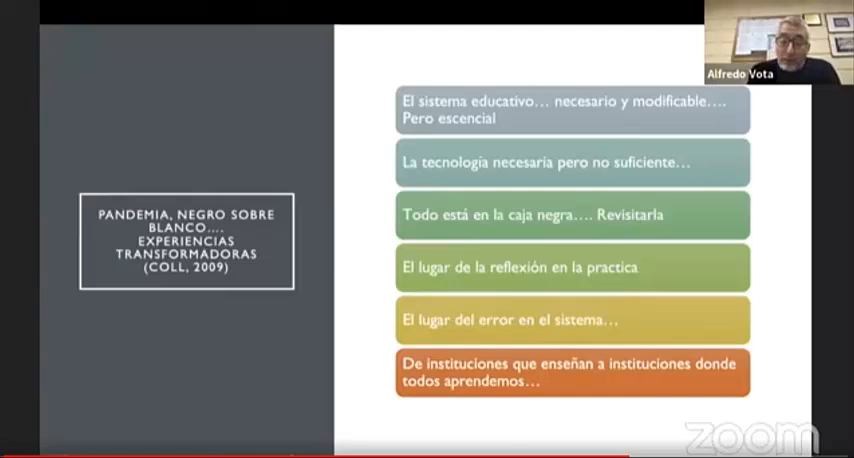 Alfredo Vota
PANDEMIA, NEGRO SOBRE
BLANCO....
EXPERIENCIAS
TRANSFORMADORAS
(COLL, 2009)
El sistema educativo... necesario y modificable....
Pero escencial
La tecnología necesaria pero no suficiente...
Todo está en la caja negra.... Revisitarla
El lugar de la reflexión en la practica
El lugar del error en el sistema...
De instituciones que enseñan a instituciones donde
todos aprendemos...
zoom